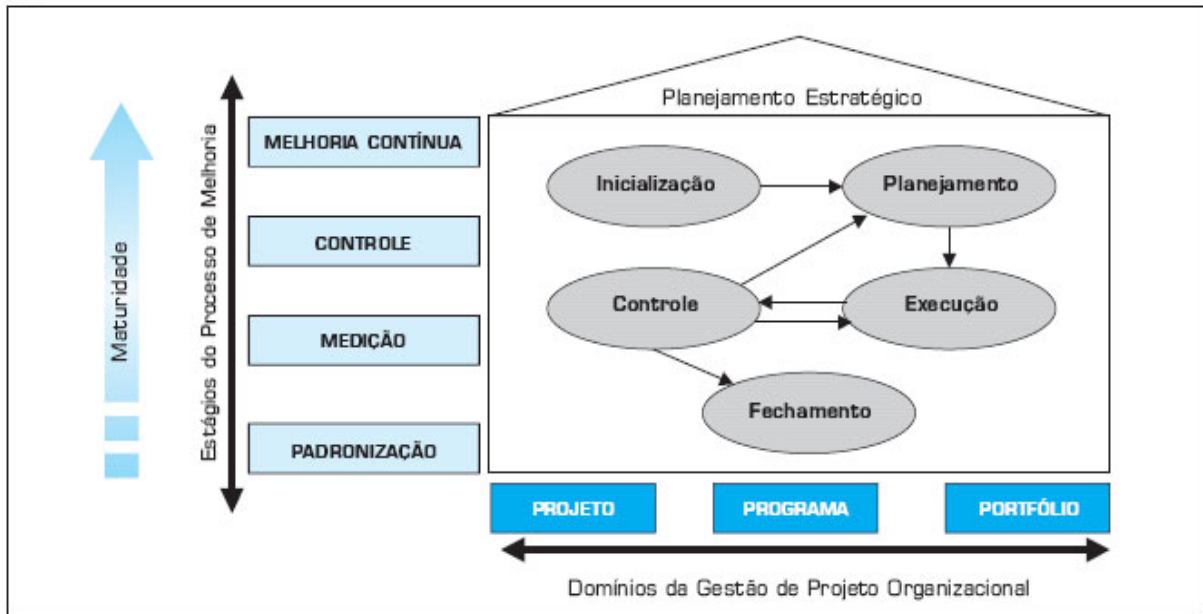 Planejamento Estratégico
MELHORIA CONTÍNUA
CONTROLE
MEDIÇÃO
PADRONIZAÇÃO
Maturidade
Estágios do Processo de Melhoria
Inicialização
Planejamento
Controle
Execução
Fechamento
PROJETO
PROGRAMA
PORTFÓLIO
Domínios da Gestão de Projeto Organizacional